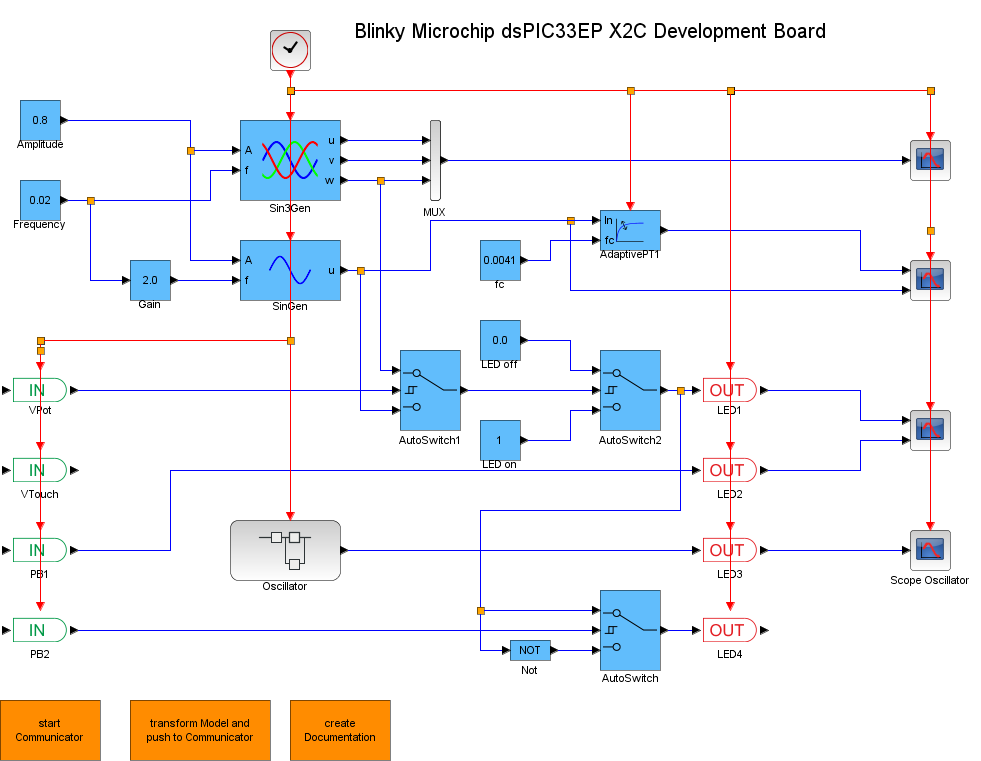 Blinky Microchip dsPIC33EP X2C Development Board
0.8
Amplitude
A
f
u
v
w
Sin3Gen
MUX
0.02
Frequency
In
fc
AdaptivePT1
0.0041
fc
A
f
u
SinGen
2.0
Gain
0.0
LED off
IN
VPot
AutoSwitch1
AutoSwitch2
OUT
LED1
1
LED on
IN
VTouch
OUT
LED2
IN
PB1
Oscillator
OUT
LED3
Scope Oscillator
IN
PB2
NOT
Not
AutoSwitch
OUT
LED4
start
Communicator
transform Model and
push to Communicator
create
Documentation